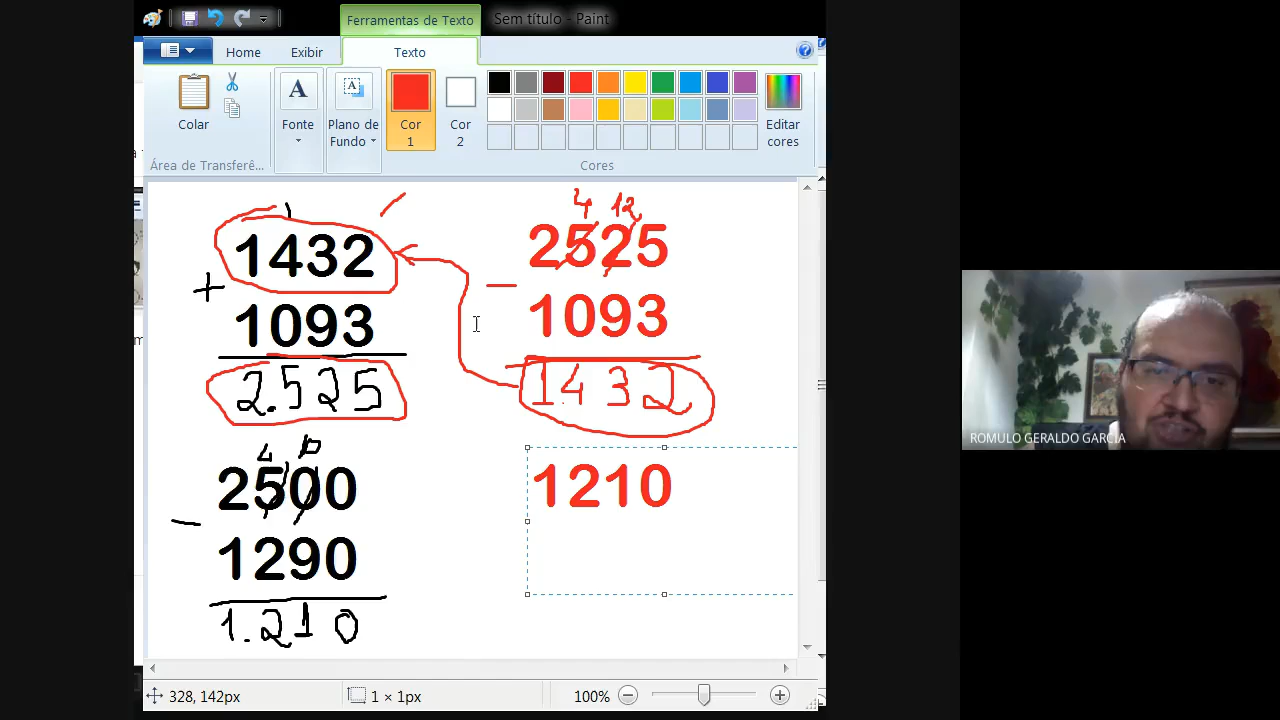 Ferramentas de Texto
Sem título - Paint
Home
Exibir
Texto
Colar
Fonte
Plano de
Fundo
Cor
1
Cor
2
Editar
cores
Área de Transferê...
Cores
1
1432
+
1093
2.525
4 12
2525
-
1093
1432
4
2500
-
1290
1.210
1210
ROMULO GERALDO GARCIA
328, 142px
1 × 1px
100%